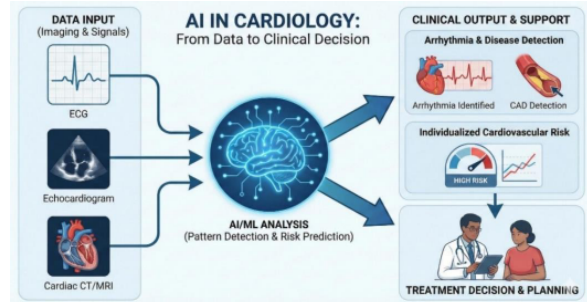 DATA INPUT
(Imaging & Signals)
ECG
Echocardiogram
Cardiac CT/MRI
AI IN CARDIOLOGY:
From Data to Clinical Decision
AI/ML ANALYSIS
(Pattern Detection & Risk Prediction)
CLINICAL OUTPUT & SUPPORT
Arrhythmia & Disease Detection
Arrhythmia Identified
CAD Detection
Individualized Cardiovascular Risk
HIGH RISK
TREATMENT DECISION & PLANNING